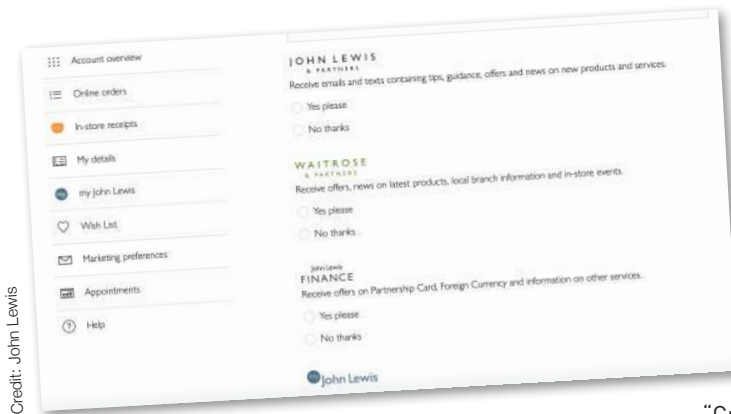 Account overview
Online orders
In-store receipts
My details
my John Lewis
Wish List
Marketing preferences
Appointments
Help
JOHN LEWIS
& PARTNERS
Receive emails and texts containing tips, guidance, offers and news on new products and services.
Yes please
No thanks
WAITROSE
& PARTNERS
Receive offers, news on latest products, local branch information and in-store events.
Yes please
No thanks
John Lewis
FINANCE
Receive offers on Partnership Card, Foreign Currency and information on other services.
Yes please
No thanks
my John Lewis
Credit: John Lewis